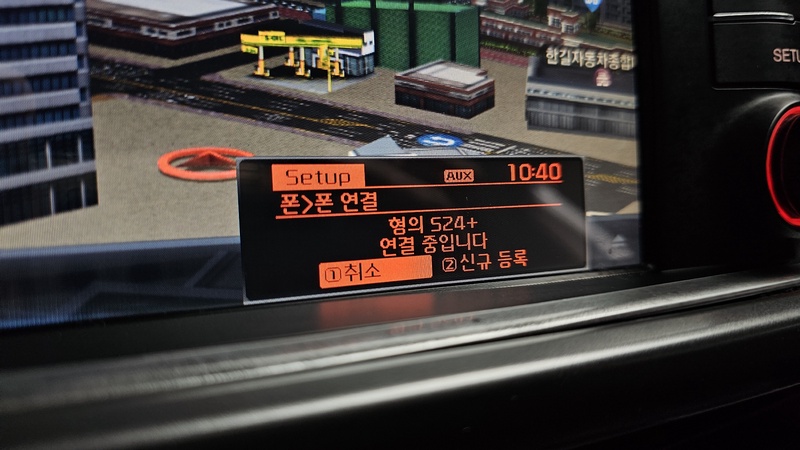 S-OIL
한길자동차종합
SETU
Setup AUX 10:40
폰>폰 연결
형의 S24+
연결 중입니다
①취소 ②신규 등록